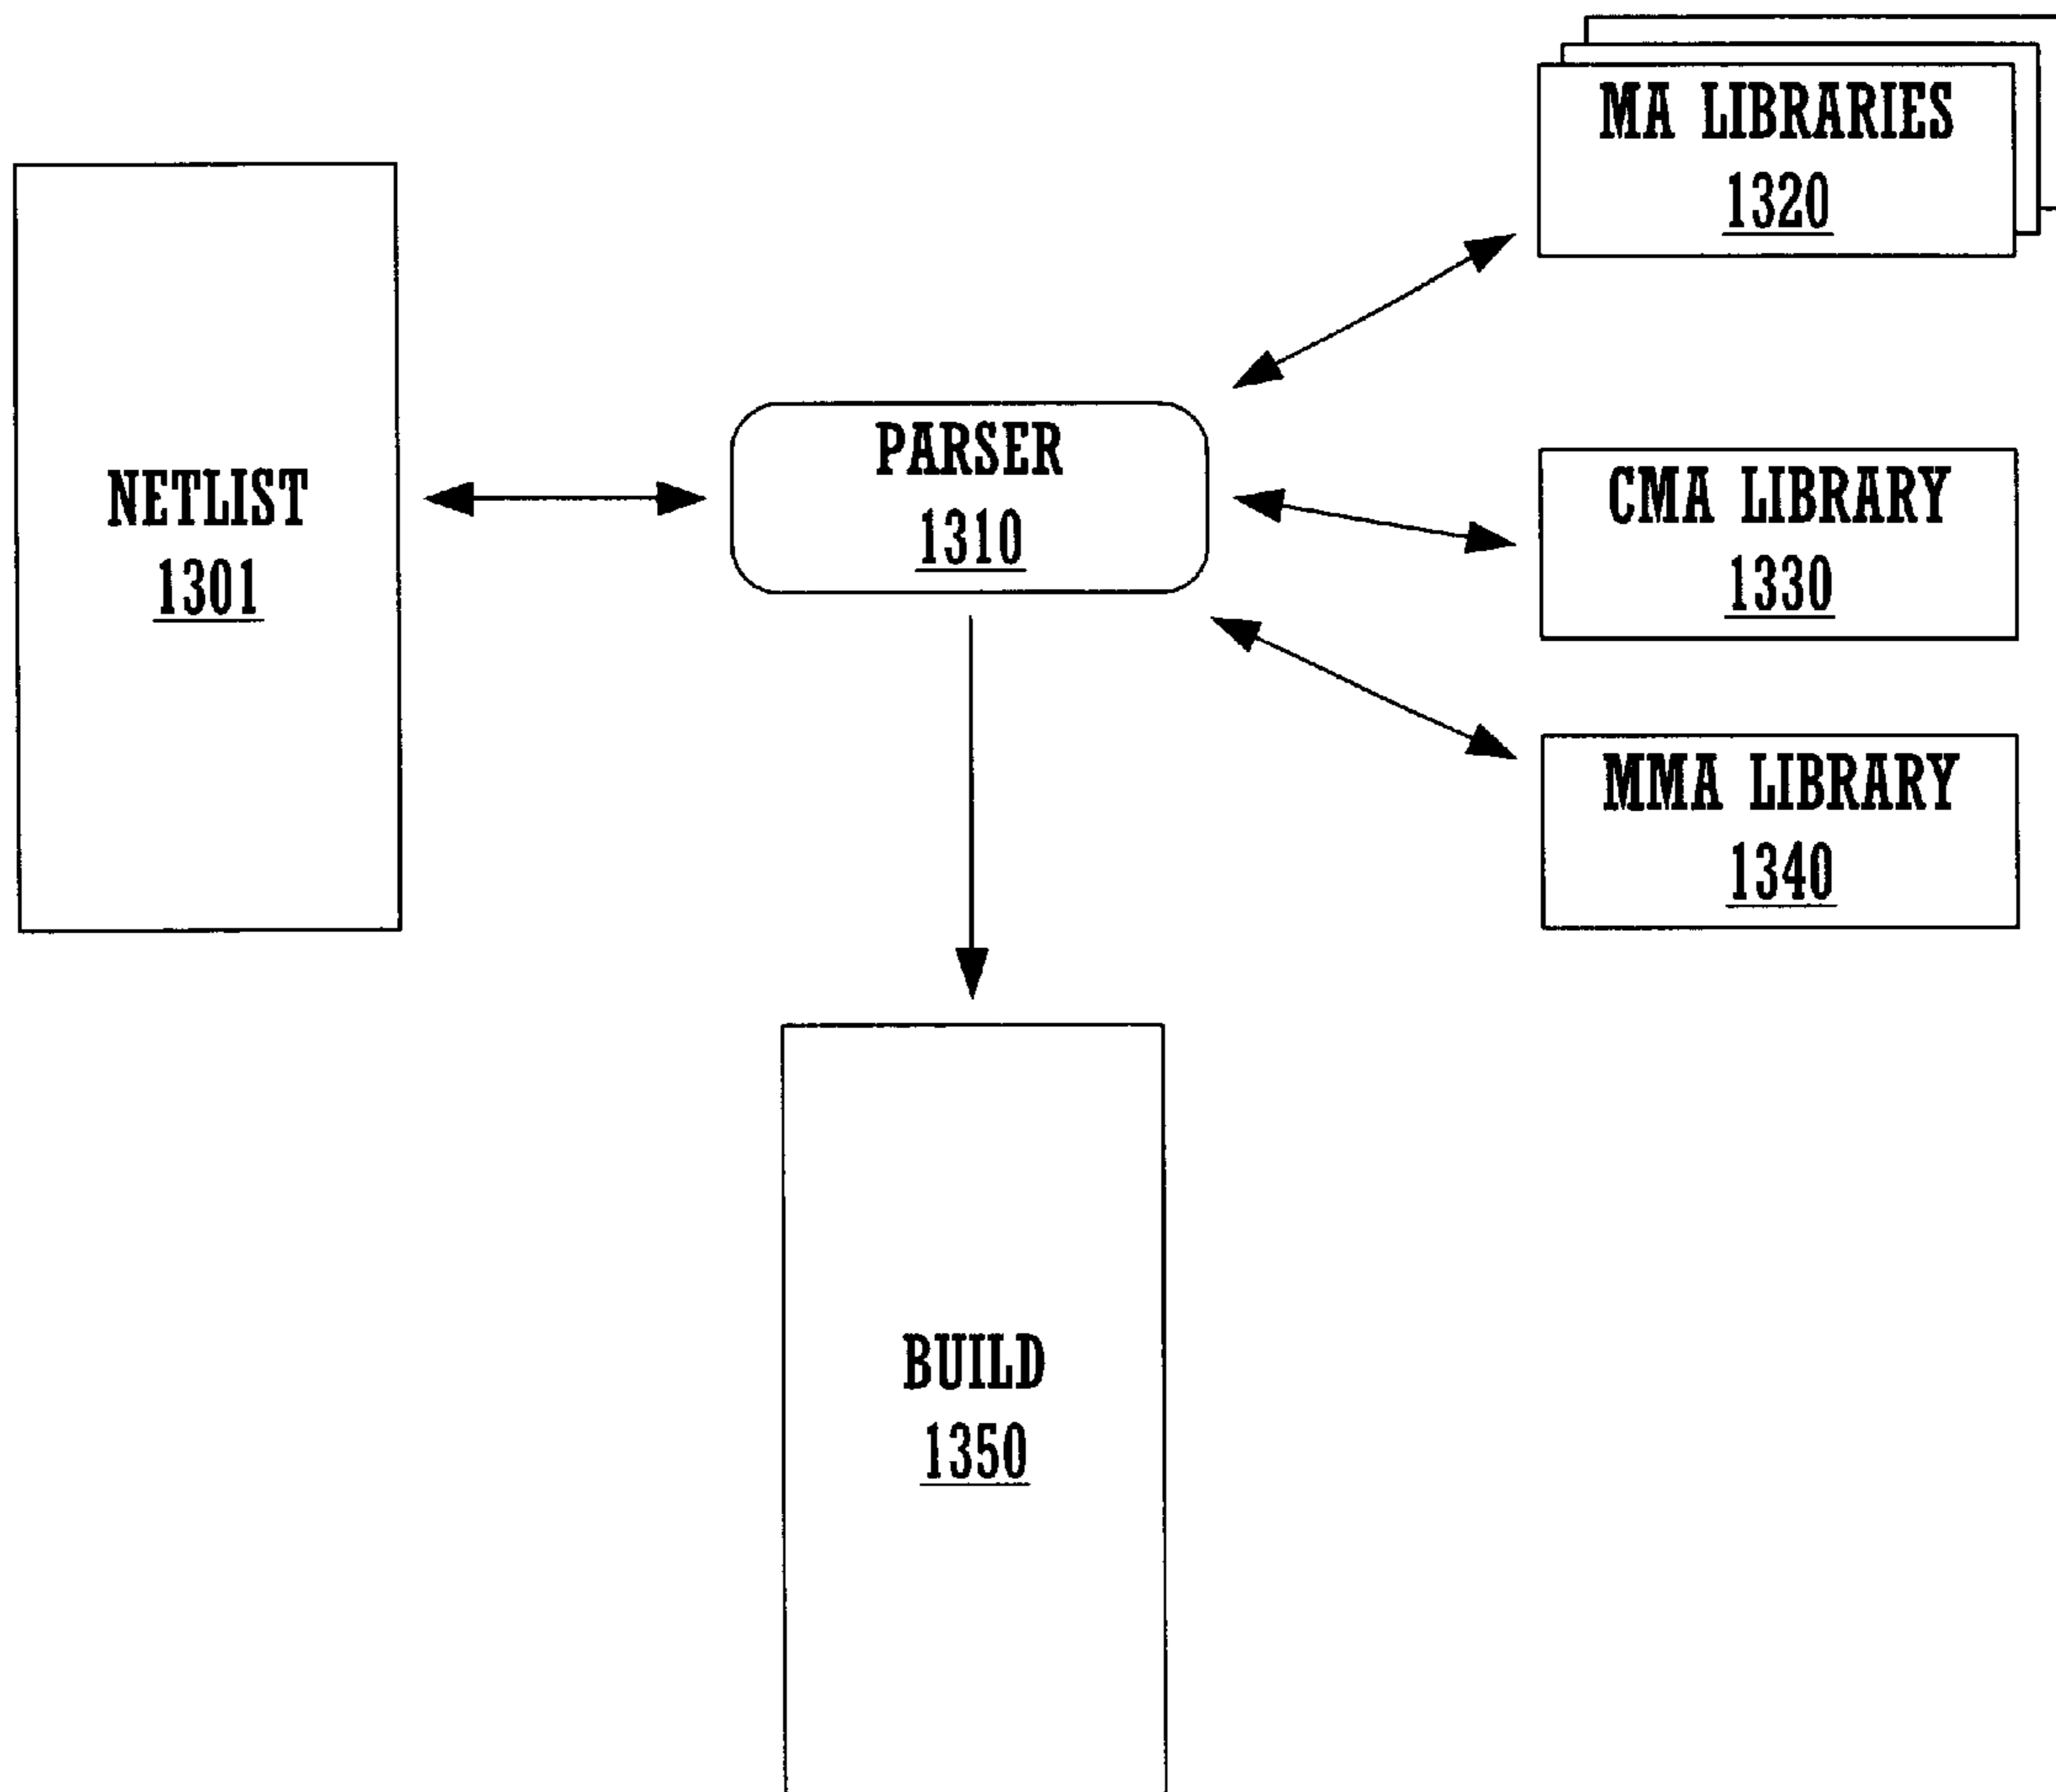 MA LIBRARIES
1320
NETLIST
1301
PARSER
1310
CMA LIBRARY
1330
MMA LIBRARY
1340
BUILD
1350